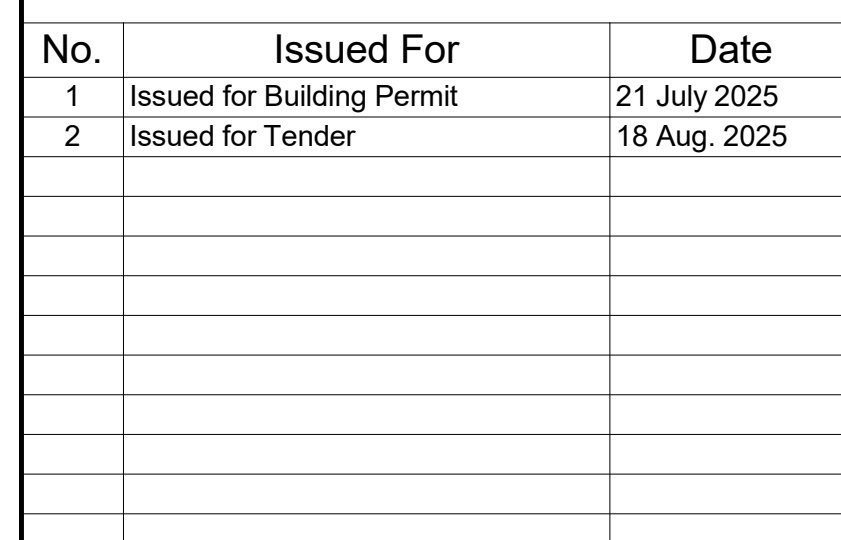 No. Issued For Date
1 Issued for Building Permit 21 July 2025
2 Issued for Tender 18 Aug. 2025